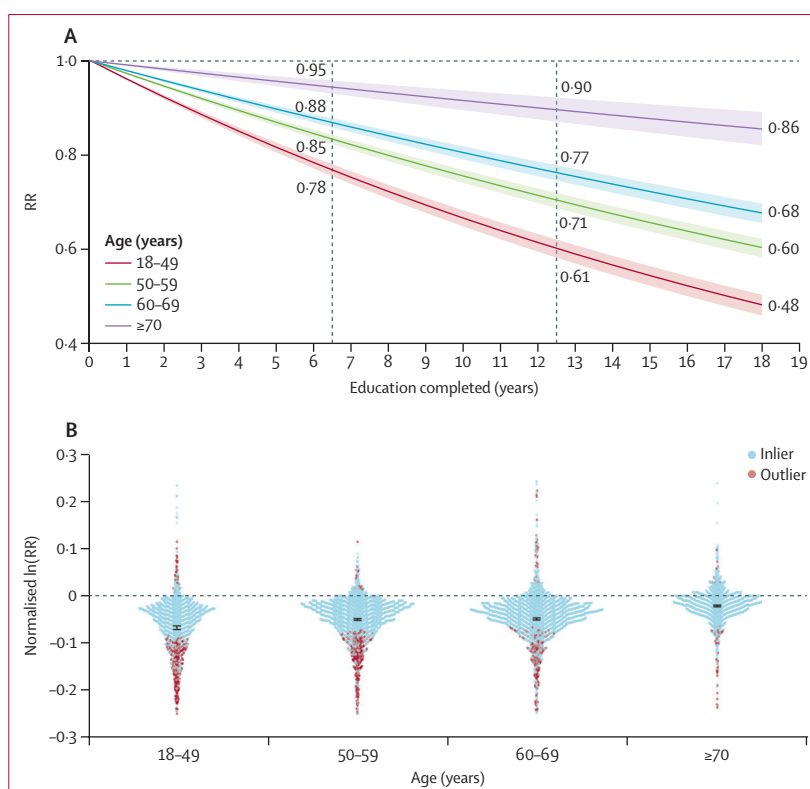 A
1·0
0·8
0·6
0·4
RR
0·95
0·88
0·85
0·78
0·90
0·77
0·71
0·61
0·86
0·68
0·60
0·48
Age (years)
18–49
50–59
60–69
≥70
0 1 2 3 4 5 6 7 8 9 10 11 12 13 14 15 16 17 18 19
Education completed (years)
B
0·3
0·2
0·1
0
–0·1
–0·2
–0·3
Normalised ln(RR)
Inlier
Outlier
18–49 50–59 60–69 ≥70
Age (years)